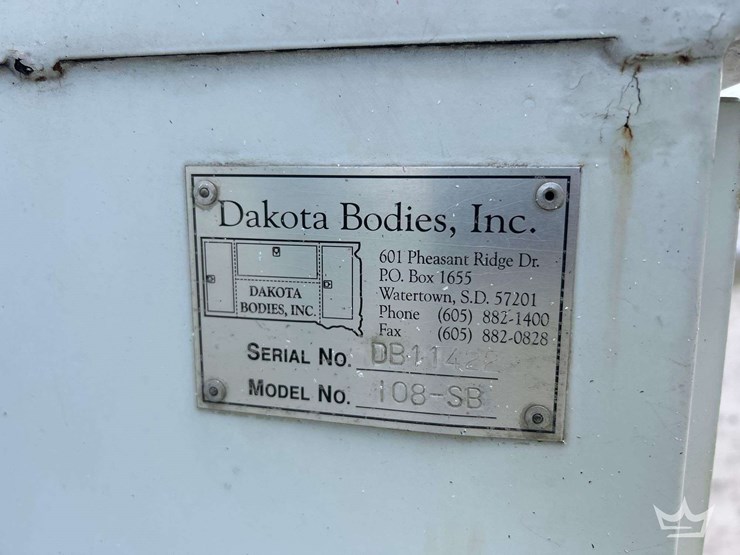 Dakota Bodies, Inc.
DAKOTA
BODIES, INC.
601 Pheasant Ridge Dr.
P.O. Box 1655
Watertown, S.D. 57201
Phone (605) 882-1400
Fax (605) 882-0828
SERIAL NO.
MODEL NO. 108-SB